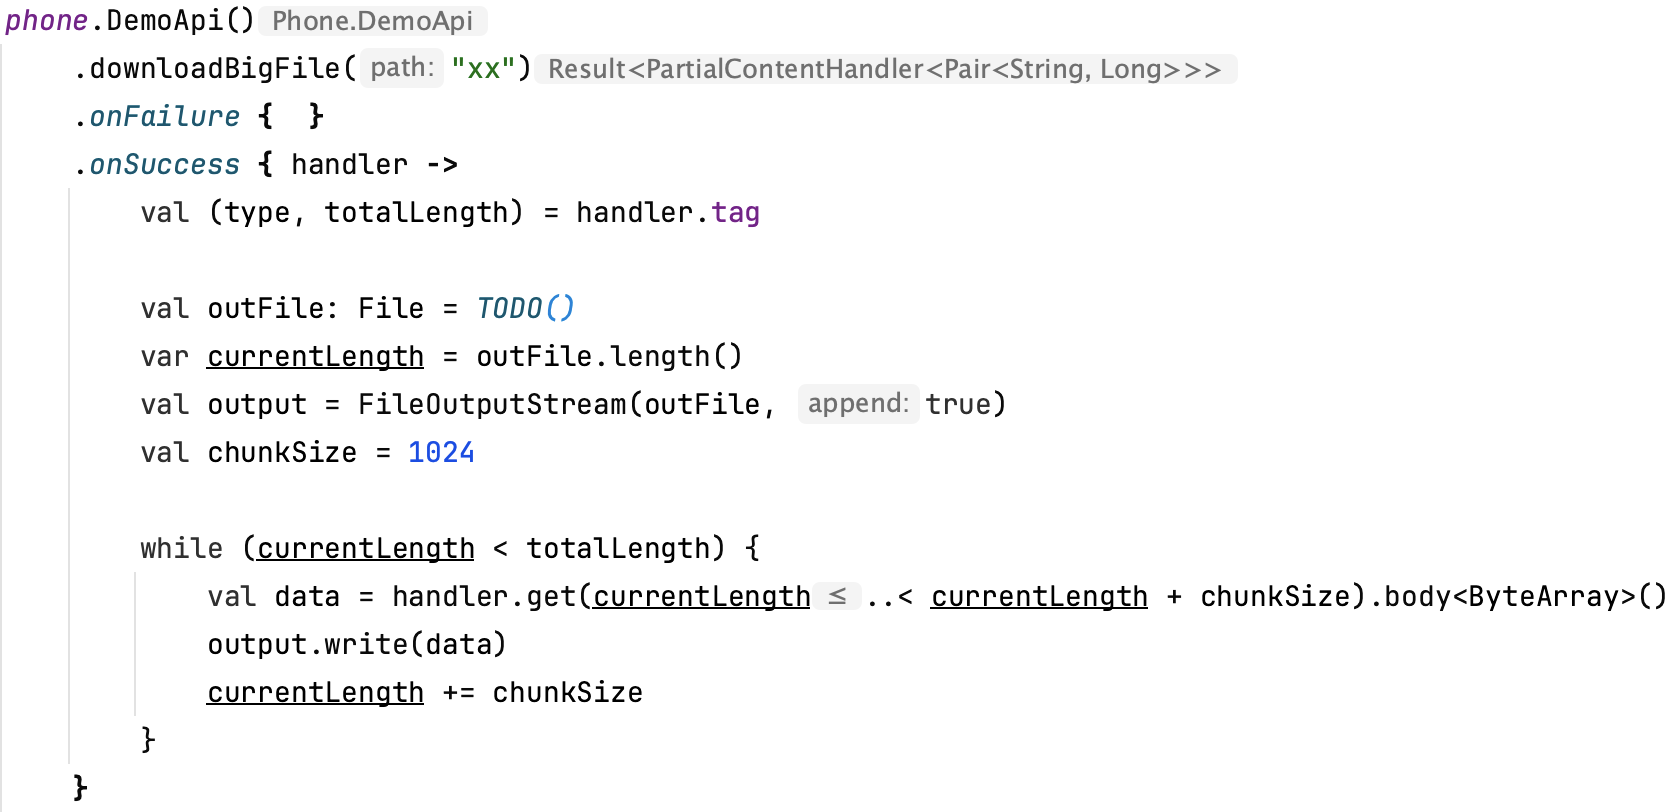 phone.DemoApi() Phone.DemoApi
.downloadBigFile( path: "xx") Result<PartialContentHandler<Pair<String, Long>>>
.onFailure {  }
.onSuccess { handler ->
val (type, totalLength) = handler.tag
val outFile: File = TODO()
var currentLength = outFile.length()
val output = FileOutputStream(outFile, append: true)
val chunkSize = 1024
while (currentLength < totalLength) {
val data = handler.get(currentLength ≤ ..< currentLength + chunkSize).body<ByteArray>()
output.write(data)
currentLength += chunkSize
}
}